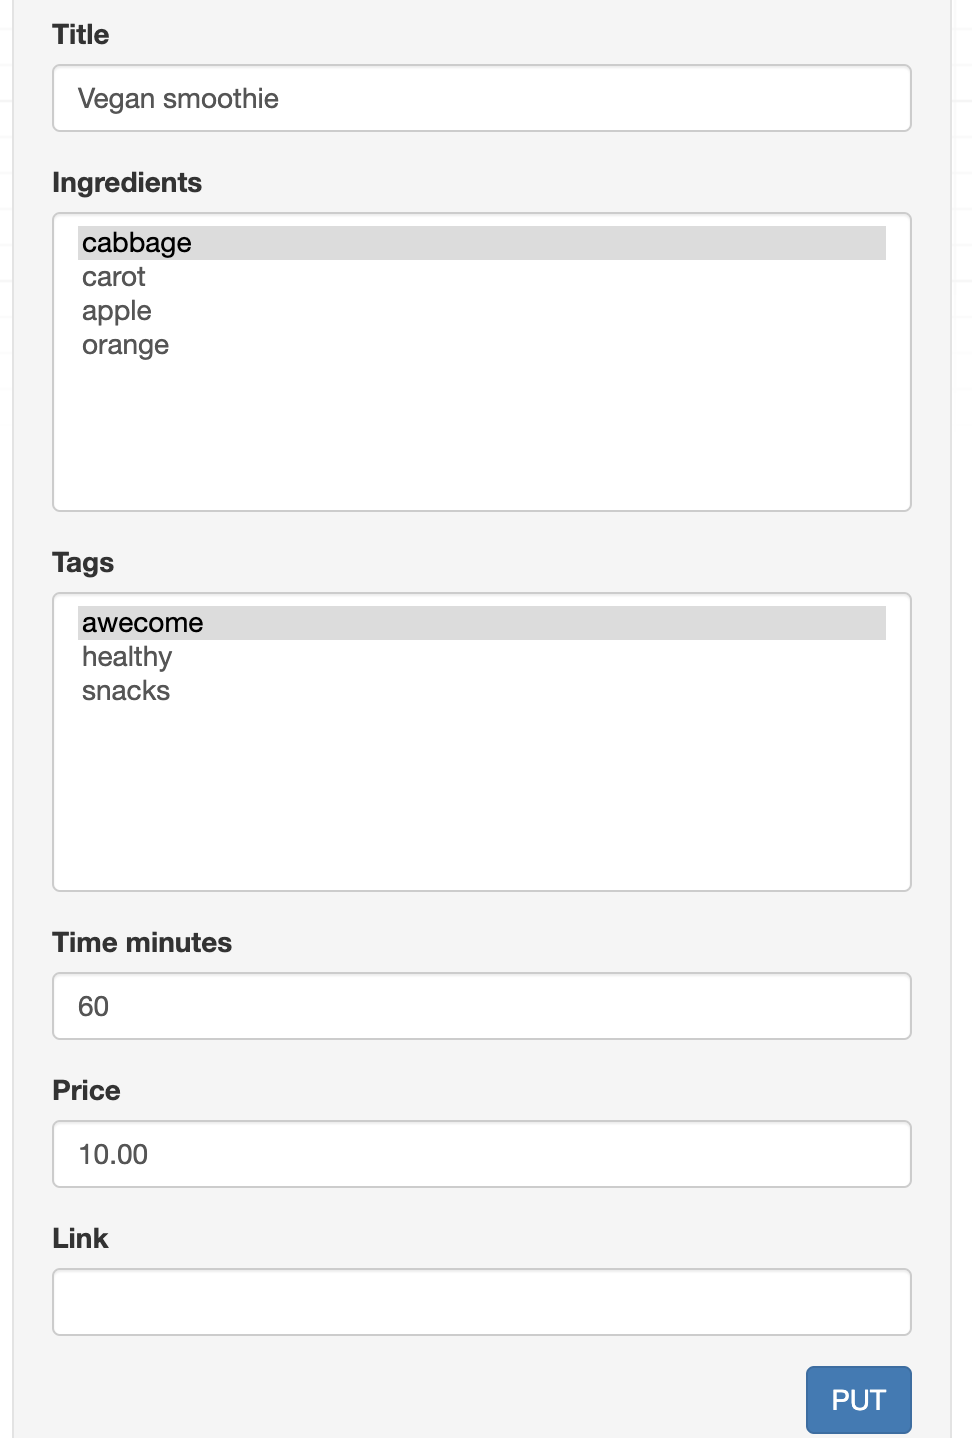 Title
Vegan smoothie
Ingredients
cabbage
carot
apple
orange
Tags
awecome
healthy
snacks
Time minutes
60
Price
10.00
Link
PUT